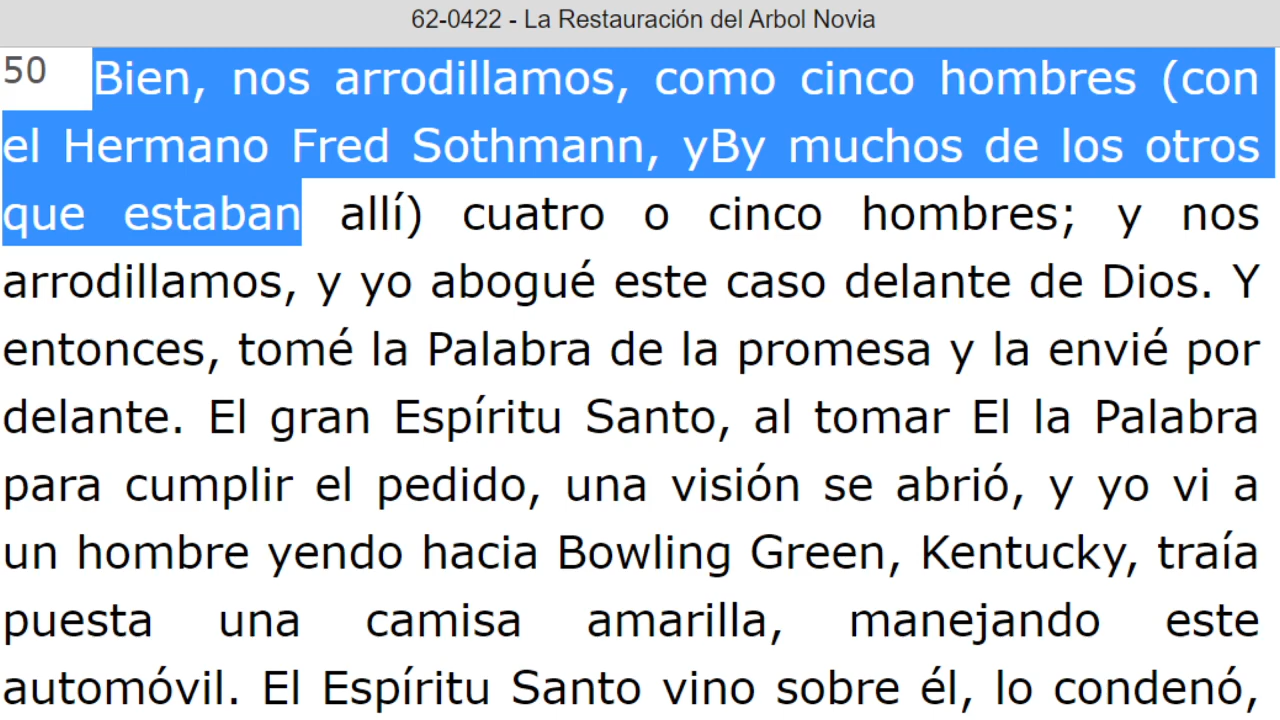 62-0422 - La Restauración del Arbol Novia
50 Bien, nos arrodillamos, como cinco hombres (con
el Hermano Fred Sothmann, yBy muchos de los otros
que estaban allí) cuatro o cinco hombres; y nos
arrodillamos, y yo abogué este caso delante de Dios. Y
entonces, tomé la Palabra de la promesa y la envié por
delante. El gran Espíritu Santo, al tomar El la Palabra
para cumplir el pedido, una visión se abrió, y yo vi a
un hombre yendo hacia Bowling Green, Kentucky, traía
puesta una camisa amarilla, manejando este
automóvil. El Espíritu Santo vino sobre él, lo condenó,